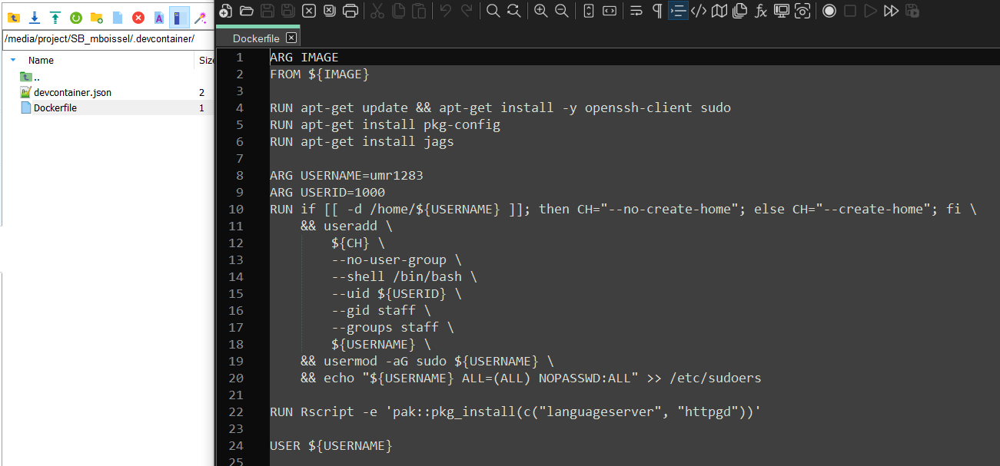 /media/project/SB_mboissel/.devcontainer/
Name Size
..
devcontainer.json 2
Dockerfile 1
Dockerfile
1 ARG IMAGE
2 FROM ${IMAGE}
3
4 RUN apt-get update && apt-get install -y openssh-client sudo
5 RUN apt-get install pkg-config
6 RUN apt-get install jags
7
8 ARG USERNAME=umr1283
9 ARG USERID=1000
10 RUN if [[ -d /home/${USERNAME} ]]; then CH="--no-create-home"; else CH="--create-home"; fi \
11     && useradd \
12         ${CH} \
13         --no-user-group \
14         --shell /bin/bash \
15         --uid ${USERID} \
16         --gid staff \
17         --groups staff \
18         ${USERNAME} \
19     && usermod -aG sudo ${USERNAME} \
20     && echo "${USERNAME} ALL=(ALL) NOPASSWD:ALL" >> /etc/sudoers
21
22 RUN Rscript -e 'pak::pkg_install(c("languageserver", "httpgd"))'
23
24 USER ${USERNAME}
25